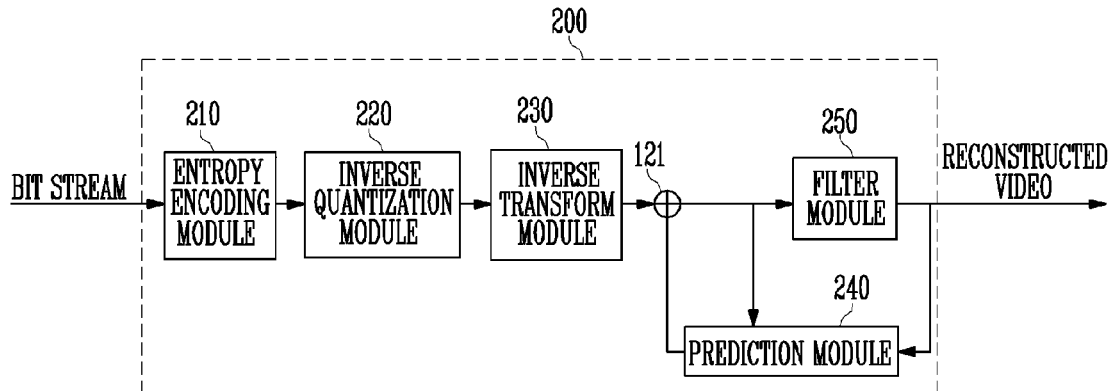 200
210
220
230
121
250
BIT STREAM
ENTROPY
ENCODING
MODULE
INVERSE
QUANTIZATION
MODULE
INVERSE
TRANSFORM
MODULE
FILTER
MODULE
RECONSTRUCTED
VIDEO
240
PREDICTION MODULE